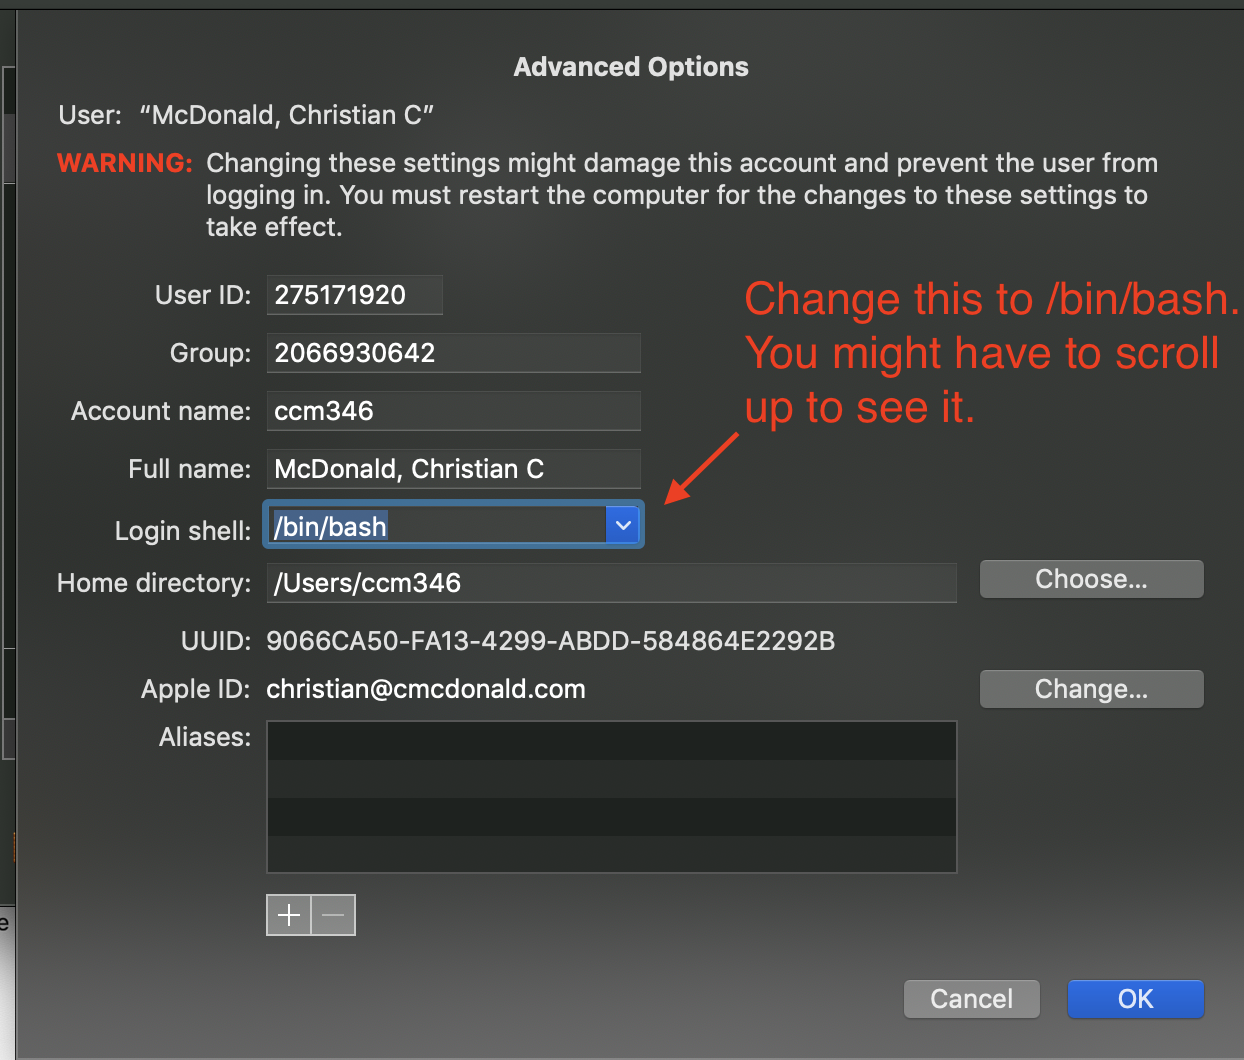 Advanced Options
User: “McDonald, Christian C”
WARNING: Changing these settings might damage this account and prevent the user from
logging in. You must restart the computer for the changes to these settings to
take effect.
User ID: 275171920
Change this to /bin/bash.
You might have to scroll
up to see it.
Group: 2066930642
Account name: ccm346
Full name: McDonald, Christian C
Login shell: /bin/bash
Home directory: /Users/ccm346
Choose...
UUID: 9066CA50-FA13-4299-ABDD-584864E2292B
Apple ID: christian@cmcdonald.com
Change...
Aliases:
e
Cancel
OK